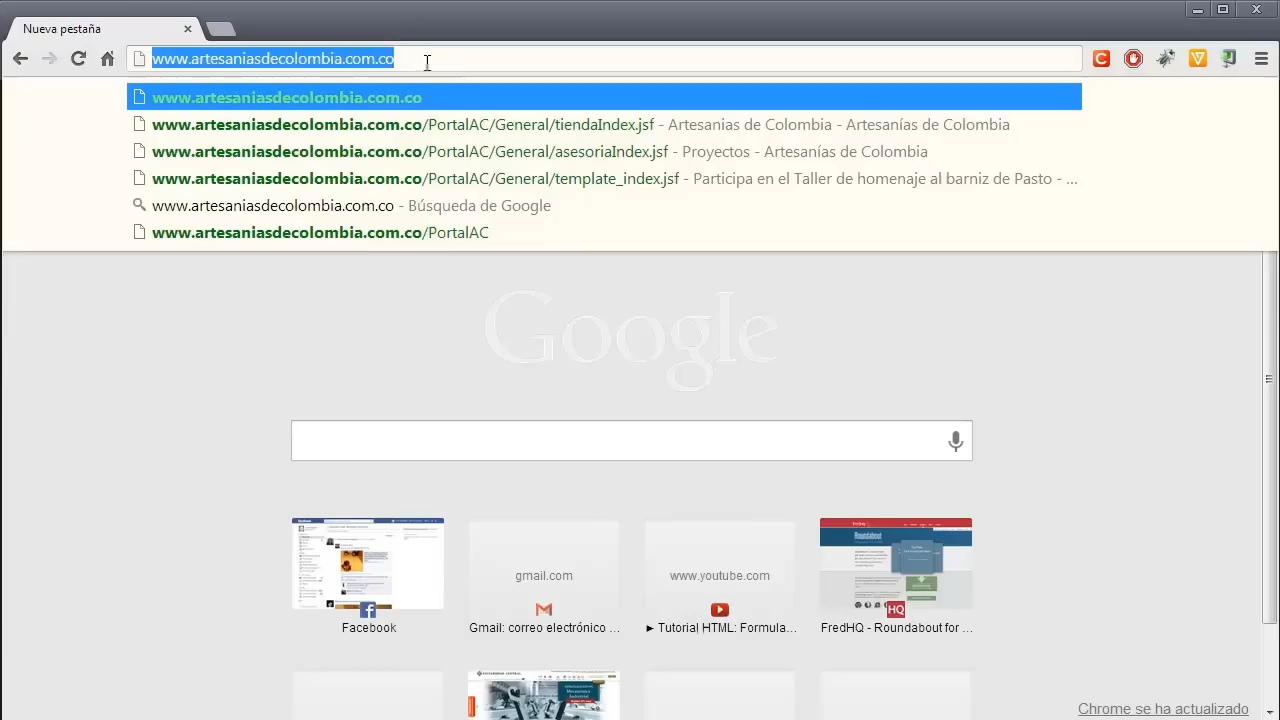 Nueva pestaña
www.artesaniasdecolombia.com.co
www.artesaniasdecolombia.com.co
www.artesaniasdecolombia.com.co/PortalAC/General/tiendaIndex.jsf - Artesanias de Colombia - Artesanías de Colombia
www.artesaniasdecolombia.com.co/PortalAC/General/asesoriaIndex.jsf - Proyectos - Artesanías de Colombia
www.artesaniasdecolombia.com.co/PortalAC/General/template_index.jsf - Participa en el Taller de homenaje al barniz de Pasto - ...
www.artesaniasdecolombia.com.co - Búsqueda de Google
www.artesaniasdecolombia.com.co/PortalAC
Google
gmail.com
www.youtube.com
Roundabout
HQ
Facebook
Gmail: correo electrónico ...
► Tutorial HTML: Formula...
FredHQ - Roundabout for ...
Chrome se ha actualizado